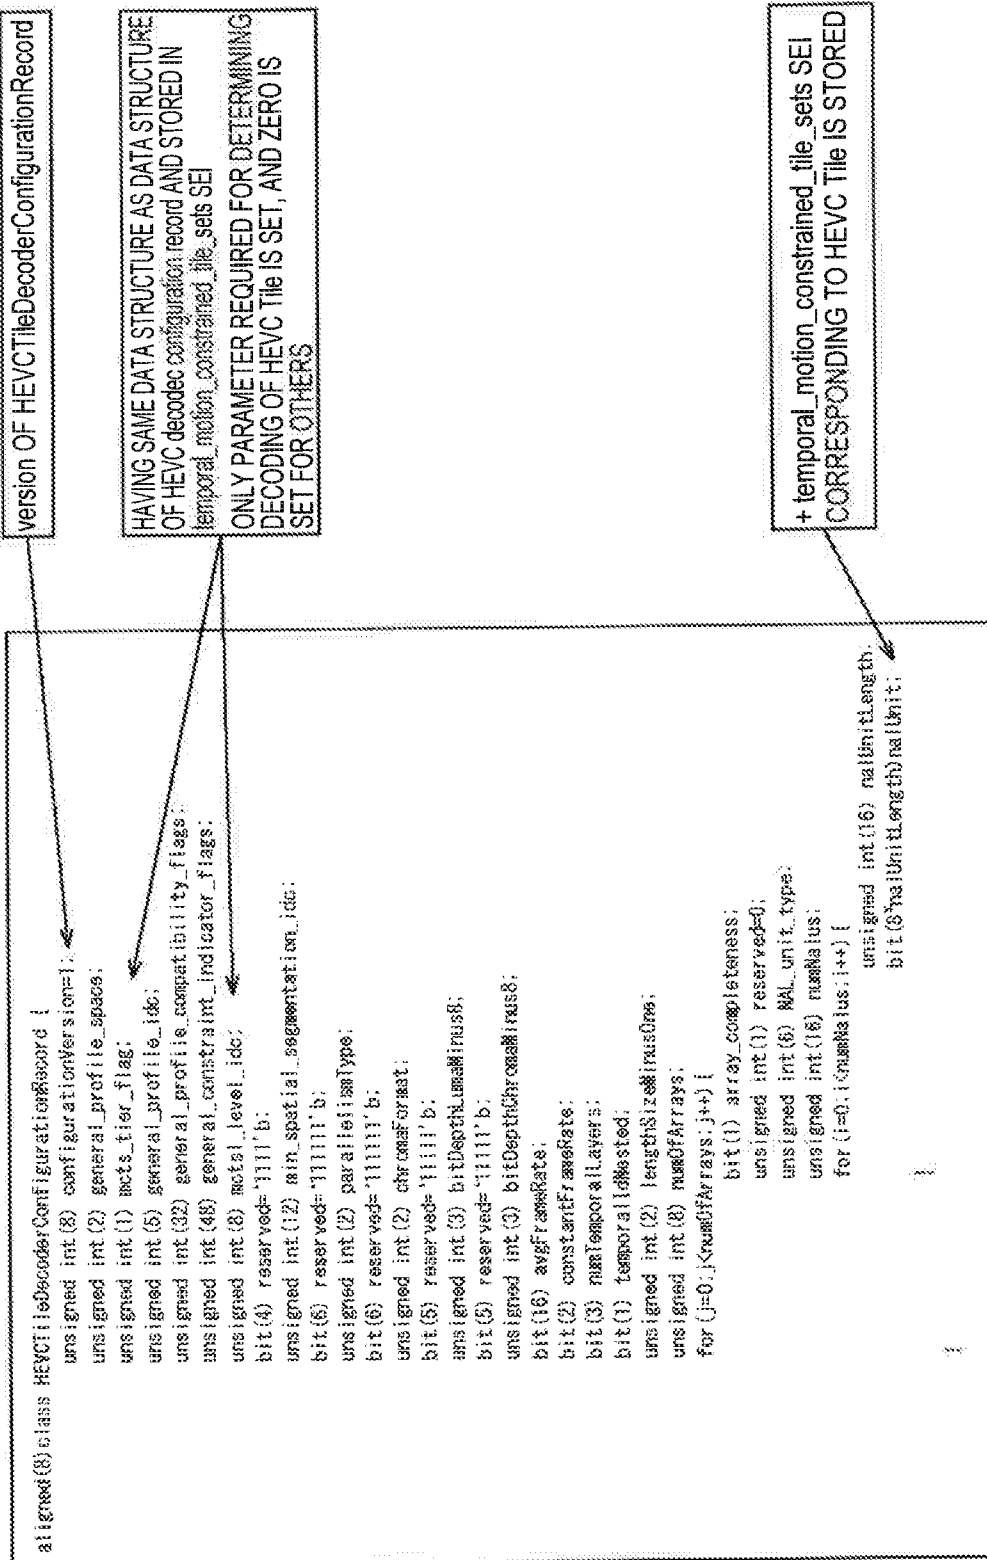 aligned(8) class HEVCTileDecoderConfigurationRecord {
unsigned int(8) configurationVersion=1;
unsigned int(2) general_profile_space;
unsigned int(1) mcts_tier_flag;
unsigned int(5) general_profile_idc;
unsigned int(32) general_profile_compatibility_flags;
unsigned int(48) general_constraint_indicator_flags;
unsigned int(8) mctsl_level_idc;
bit(4) reserved='1111'b;
unsigned int(12) min_spatial_segmentation_idc;
bit(6) reserved='111111'b;
unsigned int(2) parallelismType;
bit(6) reserved='111111'b;
unsigned int(2) chromaFormat;
bit(5) reserved='11111'b;
unsigned int(3) bitDepthLumaMinus8;
bit(5) reserved='11111'b;
unsigned int(3) bitDepthChromaMinus8;
bit(16) avgFrameRate;
bit(2) constantFrameRate;
bit(3) numTemporalLayers;
bit(1) temporalIdNested;
unsigned int(2) lengthSizeMinusOne;
unsigned int(8) numOfArrays;
for(j=0;j<numOfArrays;j++) {
bit(1) array_completeness;
unsigned int(1) reserved=0;
unsigned int(6) NAL_unit_type;
unsigned int(16) numNalus;
for(i=0;i<numNalus;i++) {
unsigned int(16) nalUnitLength;
bit(8*nalUnitLength)nalUnit;
}
}
version OF HEVCTileDecoderConfigurationRecord
HAVING SAME DATA STRUCTURE AS DATA STRUCTURE
OF HEVC decodec configuration record AND STORED IN
temporal_motion_constrained_tile_sets SEI
ONLY PARAMETER REQUIRED FOR DETERMINING
DECODING OF HEVC Tile IS SET, AND ZERO IS
SET FOR OTHERS
+ temporal_motion_constrained_tile_sets SEI
CORRESPONDING TO HEVC Tile IS STORED